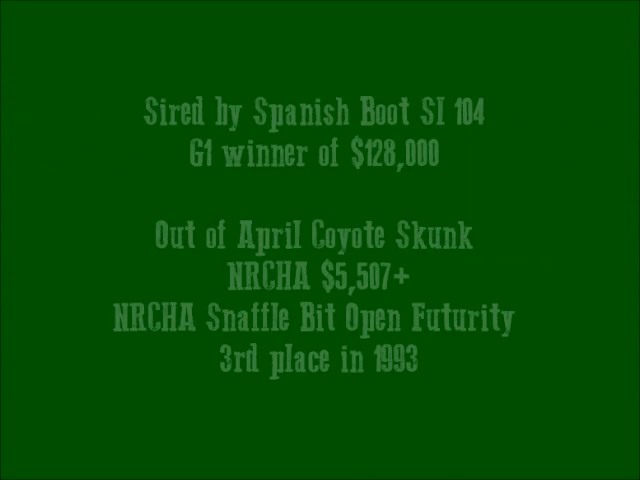 Sired by Spanish Boot SI 104
G1 winner of $128,000
Out of April Coyote Skunk
NRCHA $5,507+
NRCHA Snaffle Bit Open Futurity
3rd place in 1993